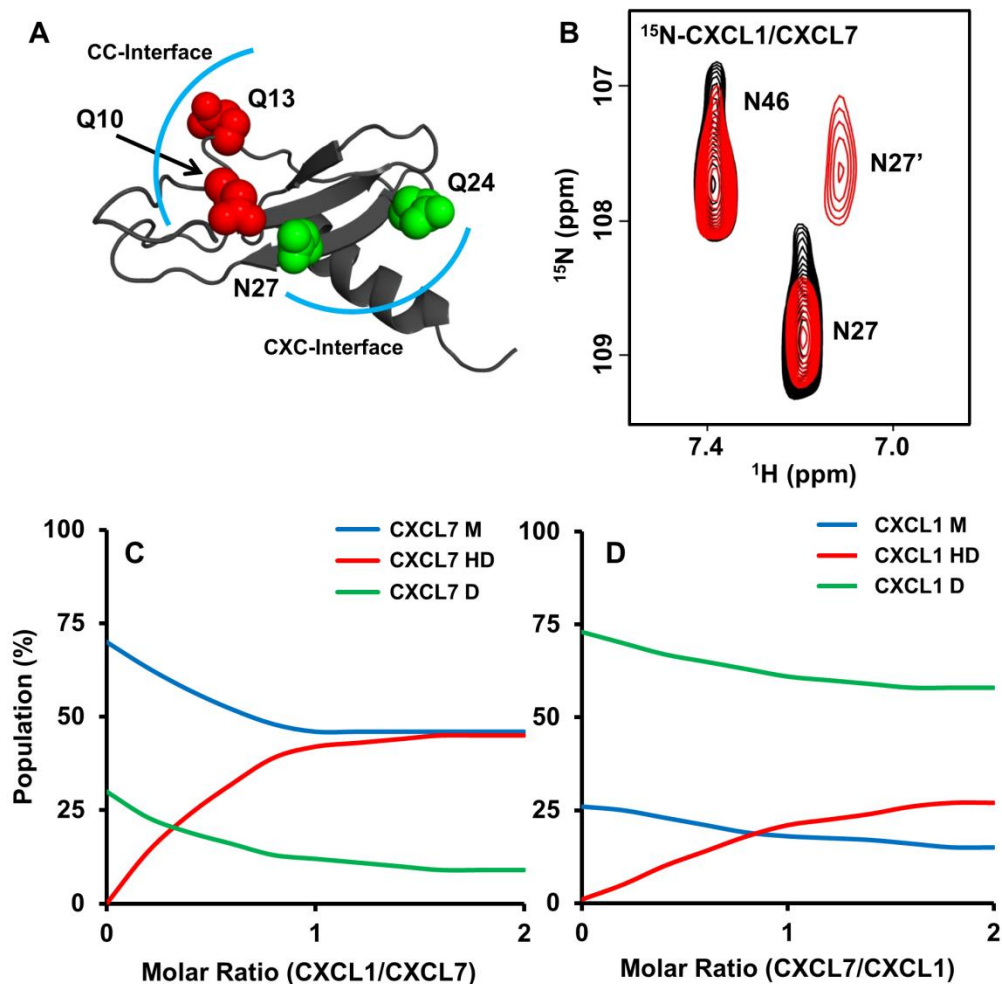 A
CC-Interface
Q13
Q10
Q24
N27
CXC-Interface
B
¹⁵N-CXCL1/CXCL7
107
N46
N27’
108
N27
109
¹⁵N (ppm)
7.4
7.0
¹H (ppm)
C
CXCL7 M
CXCL7 HD
CXCL7 D
100
75
50
25
0
Population (%)
0
1
2
Molar Ratio (CXCL1/CXCL7)
D
CXCL1 M
CXCL1 HD
CXCL1 D
100
75
50
25
0
0
1
2
Molar Ratio (CXCL7/CXCL1)